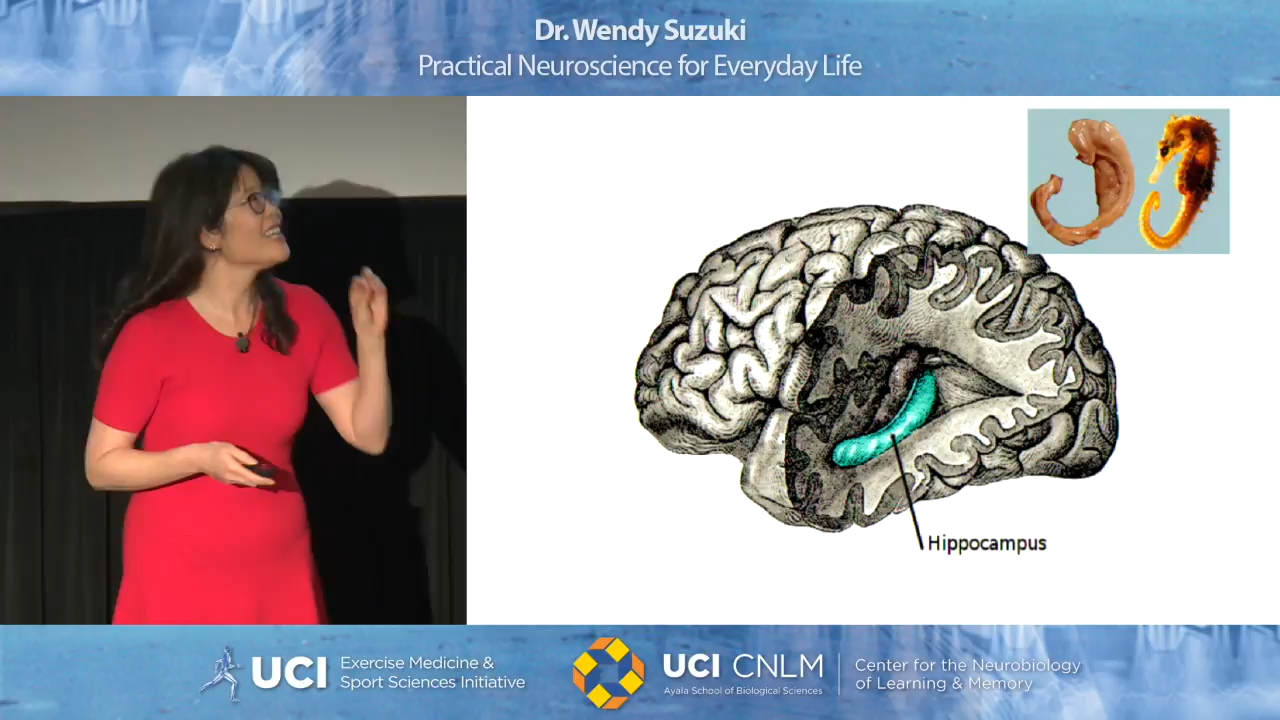 Dr. Wendy Suzuki
Practical Neuroscience for Everyday Life
Hippocampus
UCI
Exercise Medicine &
Sport Sciences Initiative
UCI CNLM
Ayala School of Biological Sciences
Center for the Neurobiology
of Learning & Memory